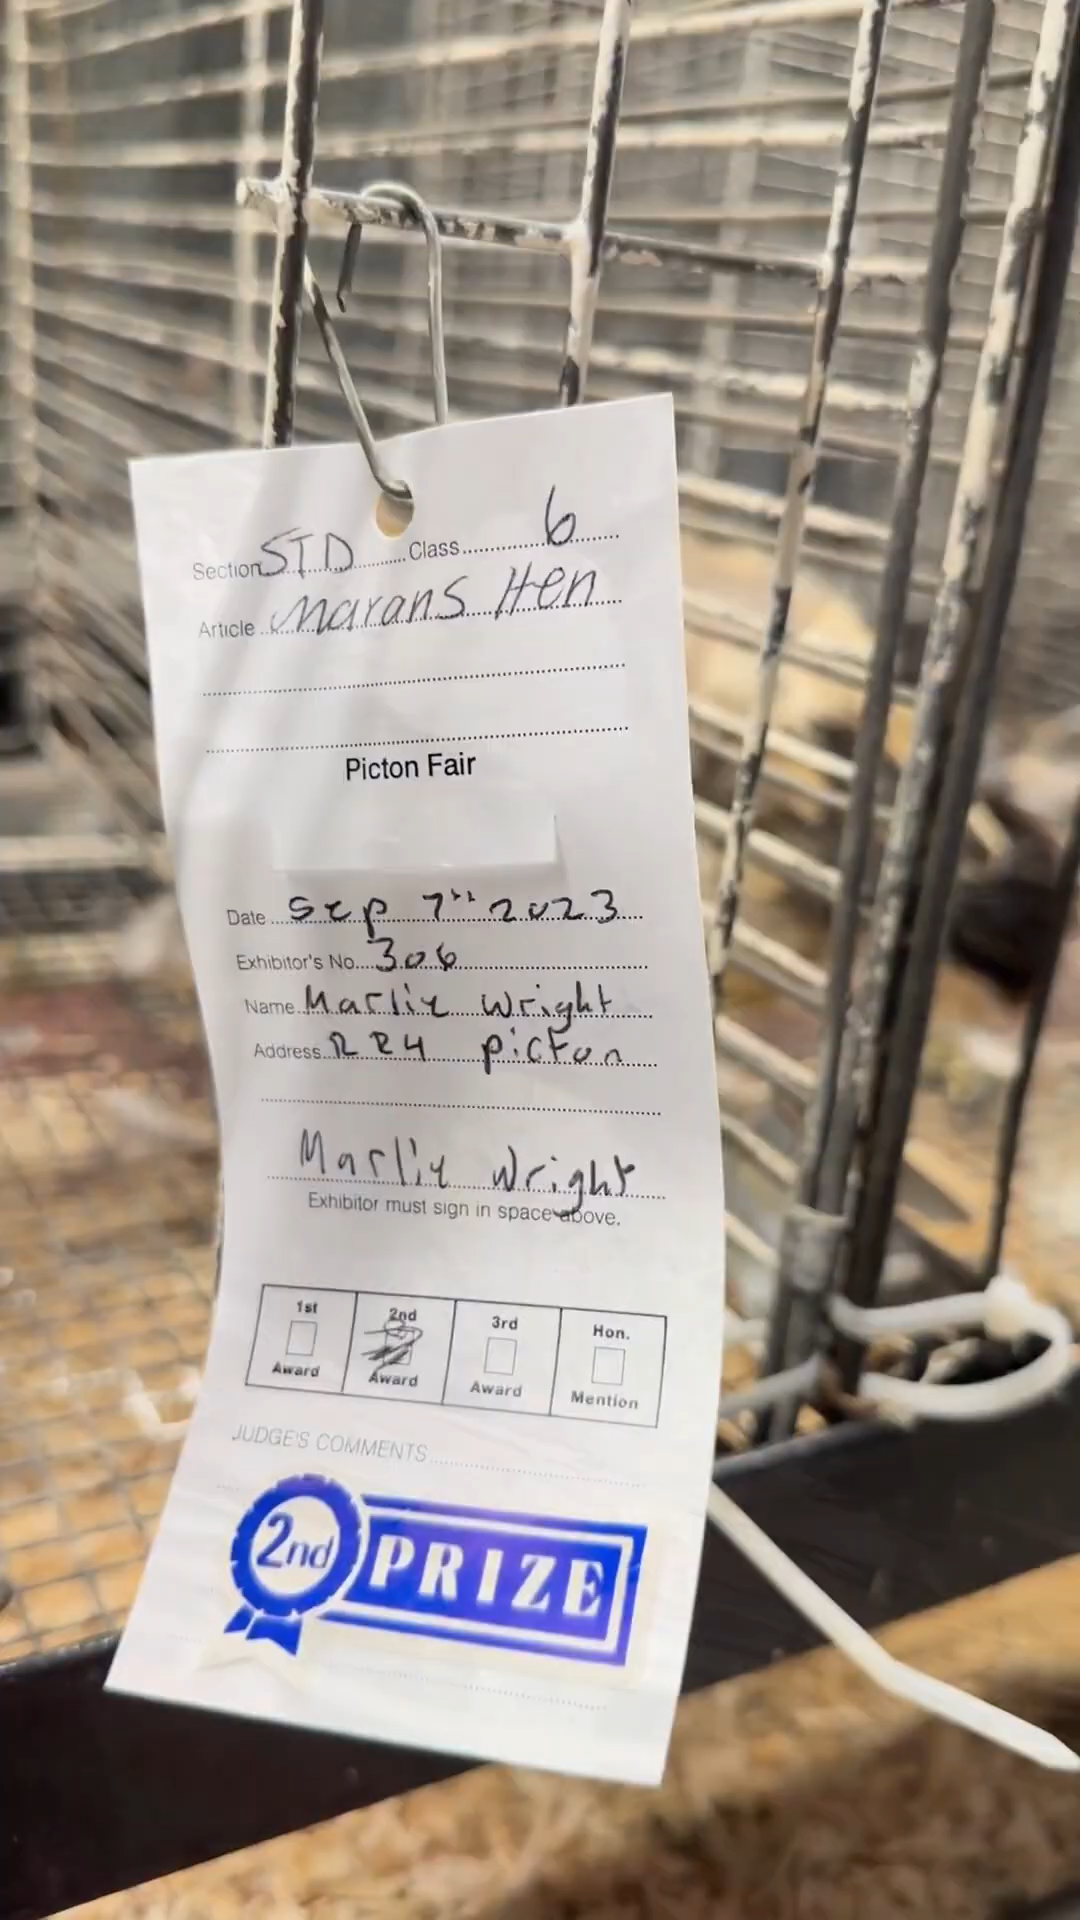 Section STD Class 6
Article Marans Hen
Picton Fair
Date Sep 7th 2023
Exhibitor's No. 306
Name Marlie Wright
Address RR4 picton
Marlie Wright
Exhibitor must sign in space above.
1st 2nd 3rd Hon.
Award Award Award Mention
JUDGE'S COMMENTS
2nd PRIZE